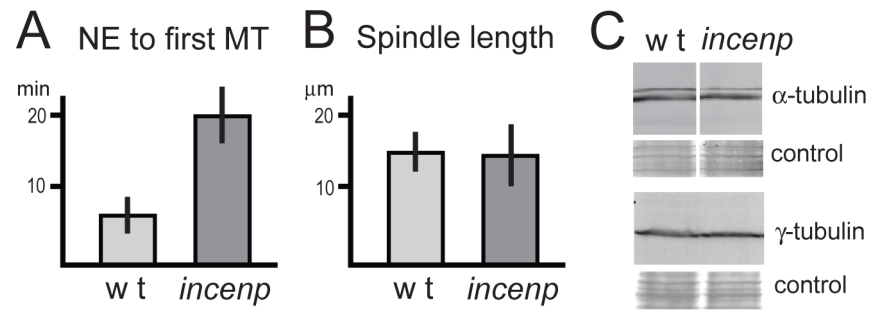 A NE to first MT
min
20
10
w t incenp
B Spindle length
μm
20
10
w t incenp
C w t incenp
α-tubulin
control
γ-tubulin
control